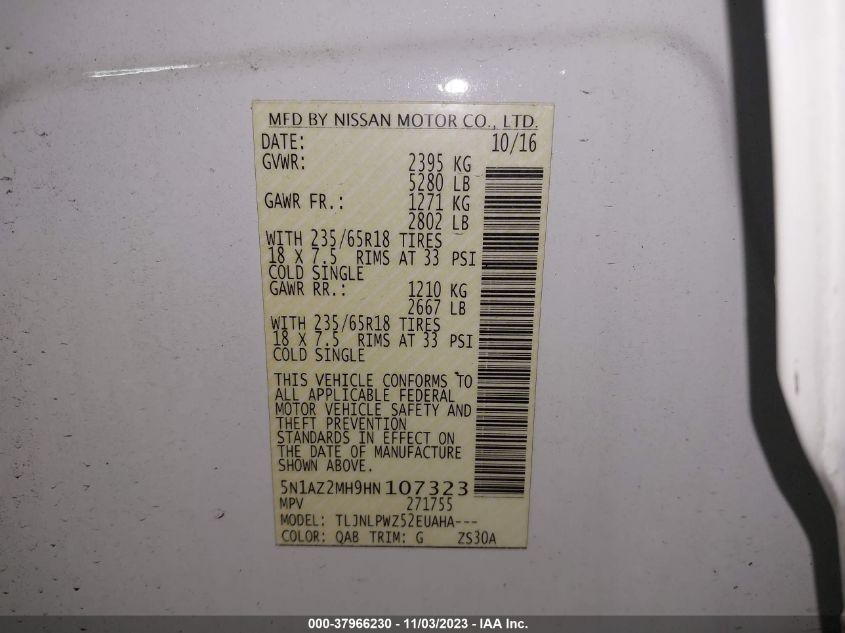 MFD BY NISSAN MOTOR CO., LTD.
DATE: 10/16
GVWR: 2395 KG
5280 LB
GAWR FR.: 1271 KG
2802 LB
WITH 235/65R18 TIRES
18 X 7.5 RIMS AT 33 PSI
COLD SINGLE
GAWR RR.: 1210 KG
2667 LB
WITH 235/65R18 TIRES
18 X 7.5 RIMS AT 33 PSI
COLD SINGLE
THIS VEHICLE CONFORMS TO
ALL APPLICABLE FEDERAL
MOTOR VEHICLE SAFETY AND
THEFT PREVENTION
STANDARDS IN EFFECT ON
THE DATE OF MANUFACTURE
SHOWN ABOVE.
5N1AZ2MH9HN107323
MPV 271755
MODEL: TLJNLPWZ52EUAHA---
COLOR: QAB TRIM: G ZS30A
000-37966230 - 11/03/2023 - IAA Inc.